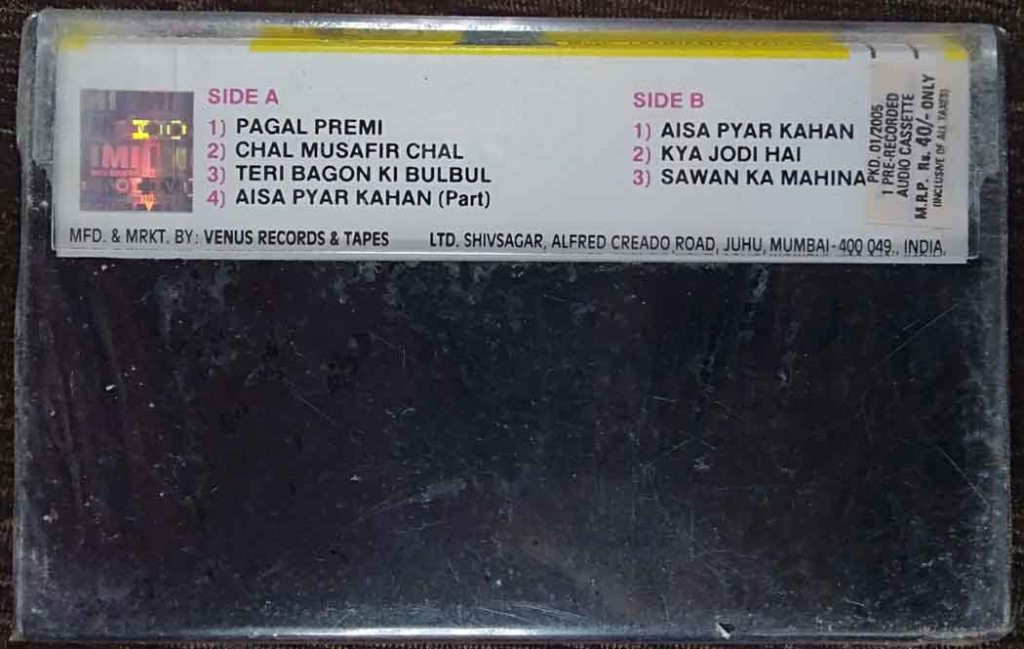 SIDE A
1) PAGAL PREMI
2) CHAL MUSAFIR CHAL
3) TERI BAGON KI BULBUL
4) AISA PYAR KAHAN (Part)
SIDE B
1) AISA PYAR KAHAN
2) KYA JODI HAI
3) SAWAN KA MAHINA
PKD. 01/2005
1 PRE-RECORDED
AUDIO CASSETTE
M.R.P. Rs. 40/- ONLY
(INCLUSIVE OF ALL TAXES)
IMI
MFD. & MRKT. BY: VENUS RECORDS & TAPES LTD. SHIVSAGAR, ALFRED CREADO ROAD, JUHU, MUMBAI - 400 049., INDIA.